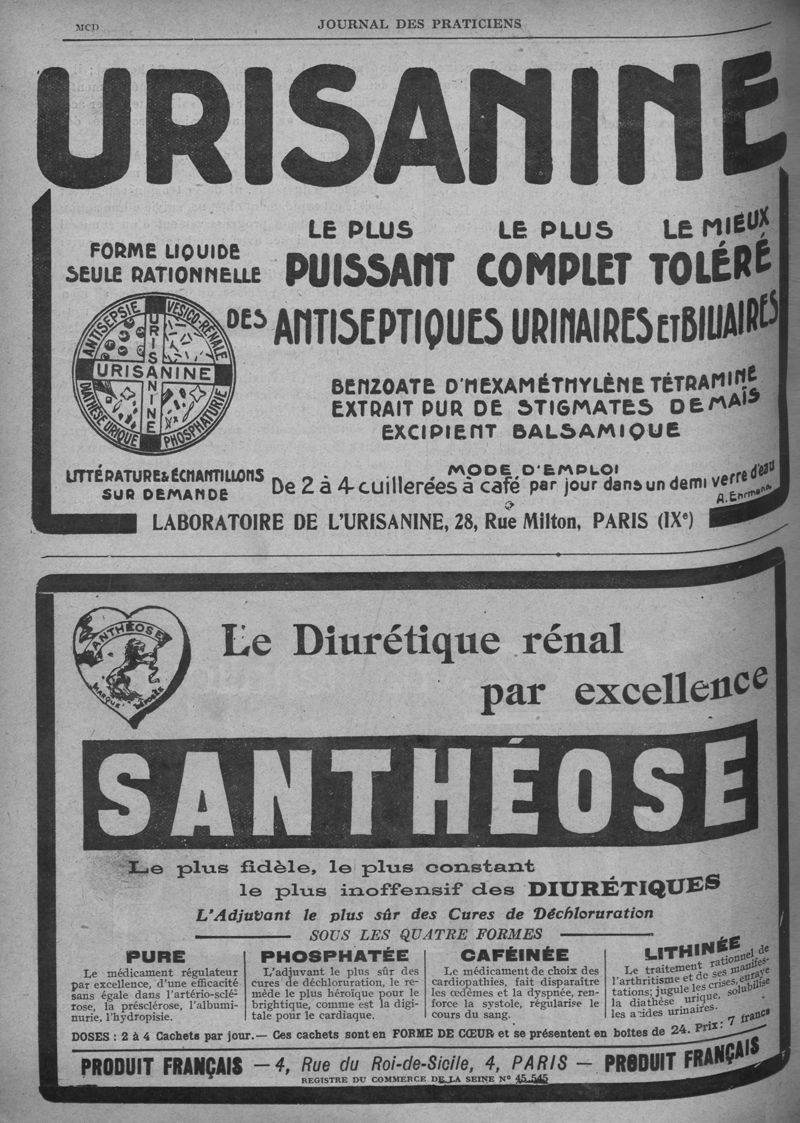 MCD
JOURNAL DES PRATICIENS
URISANINE
FORME LIQUIDE
SEULE RATIONNELLE
LE PLUS LE PLUS LE MIEUX
PUISSANT COMPLET TOLÉRÉ
DES ANTISEPTIQUES URINAIRES ET BILIAIRES
ANTISEPSIE VÉSICO-RÉNALE
URISANINE
URISANINE
DIATHÈSE URIQUE PHOSPHATURIE
BENZOATE D'HEXAMÉTHYLÈNE TÉTRAMINE
EXTRAIT PUR DE STIGMATES DE MAÏS
EXCIPIENT BALSAMIQUE
LITTÉRATURE & ÉCHANTILLONS
SUR DEMANDE
MODE D'EMPLOI
De 2 à 4 cuillerées à café par jour dans un demi verre d'eau
A. Ehrmann
LABORATOIRE DE L'URISANINE, 28, Rue Milton, PARIS (IXe)
SANTHÉOSE
MARQUE DÉPOSÉE
Le Diurétique rénal
par excellence
SANTHÉOSE
Le plus fidèle, le plus constant
le plus inoffensif des DIURÉTIQUES
L'Adjuvant le plus sûr des Cures de Déchloruration
SOUS LES QUATRE FORMES
PURE
Le médicament régulateur
par excellence, d'une efficacité
sans égale dans l'artério-sclé-
rose, la présclérose, l'albumi-
nurie, l'hydropisie.
PHOSPHATÉE
L'adjuvant le plus sûr des
cures de déchloruration, le re-
mède le plus héroïque pour le
brightique, comme est la digi-
tale pour le cardiaque.
CAFÉINÉE
Le médicament de choix des
cardiopathies, fait disparaître
les œdèmes et la dyspnée, ren-
force la systole, régularise le
cours du sang.
LITHINÉE
Le traitement rationnel de
l'arthritisme et de ses manifes-
tations; jugule les crises, enraye
la diathèse urique, solubilise
les acides urinaires.
DOSES : 2 à 4 Cachets par jour. — Ces cachets sont en FORME DE CŒUR et se présentent en boîtes de 24. Prix : 7 francs
PRODUIT FRANÇAIS — 4, Rue du Roi-de-Sicile, 4, PARIS — PRODUIT FRANÇAIS
REGISTRE DU COMMERCE DE LA SEINE N° 45.545